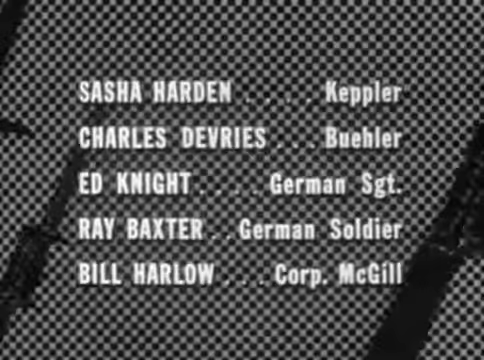 SASHA HARDEN . . . . Keppler
CHARLES DEVRIES . . . Buehler
ED KNIGHT . . . . German Sgt.
RAY BAXTER . . German Soldier
BILL HARLOW . . . Corp. McGill